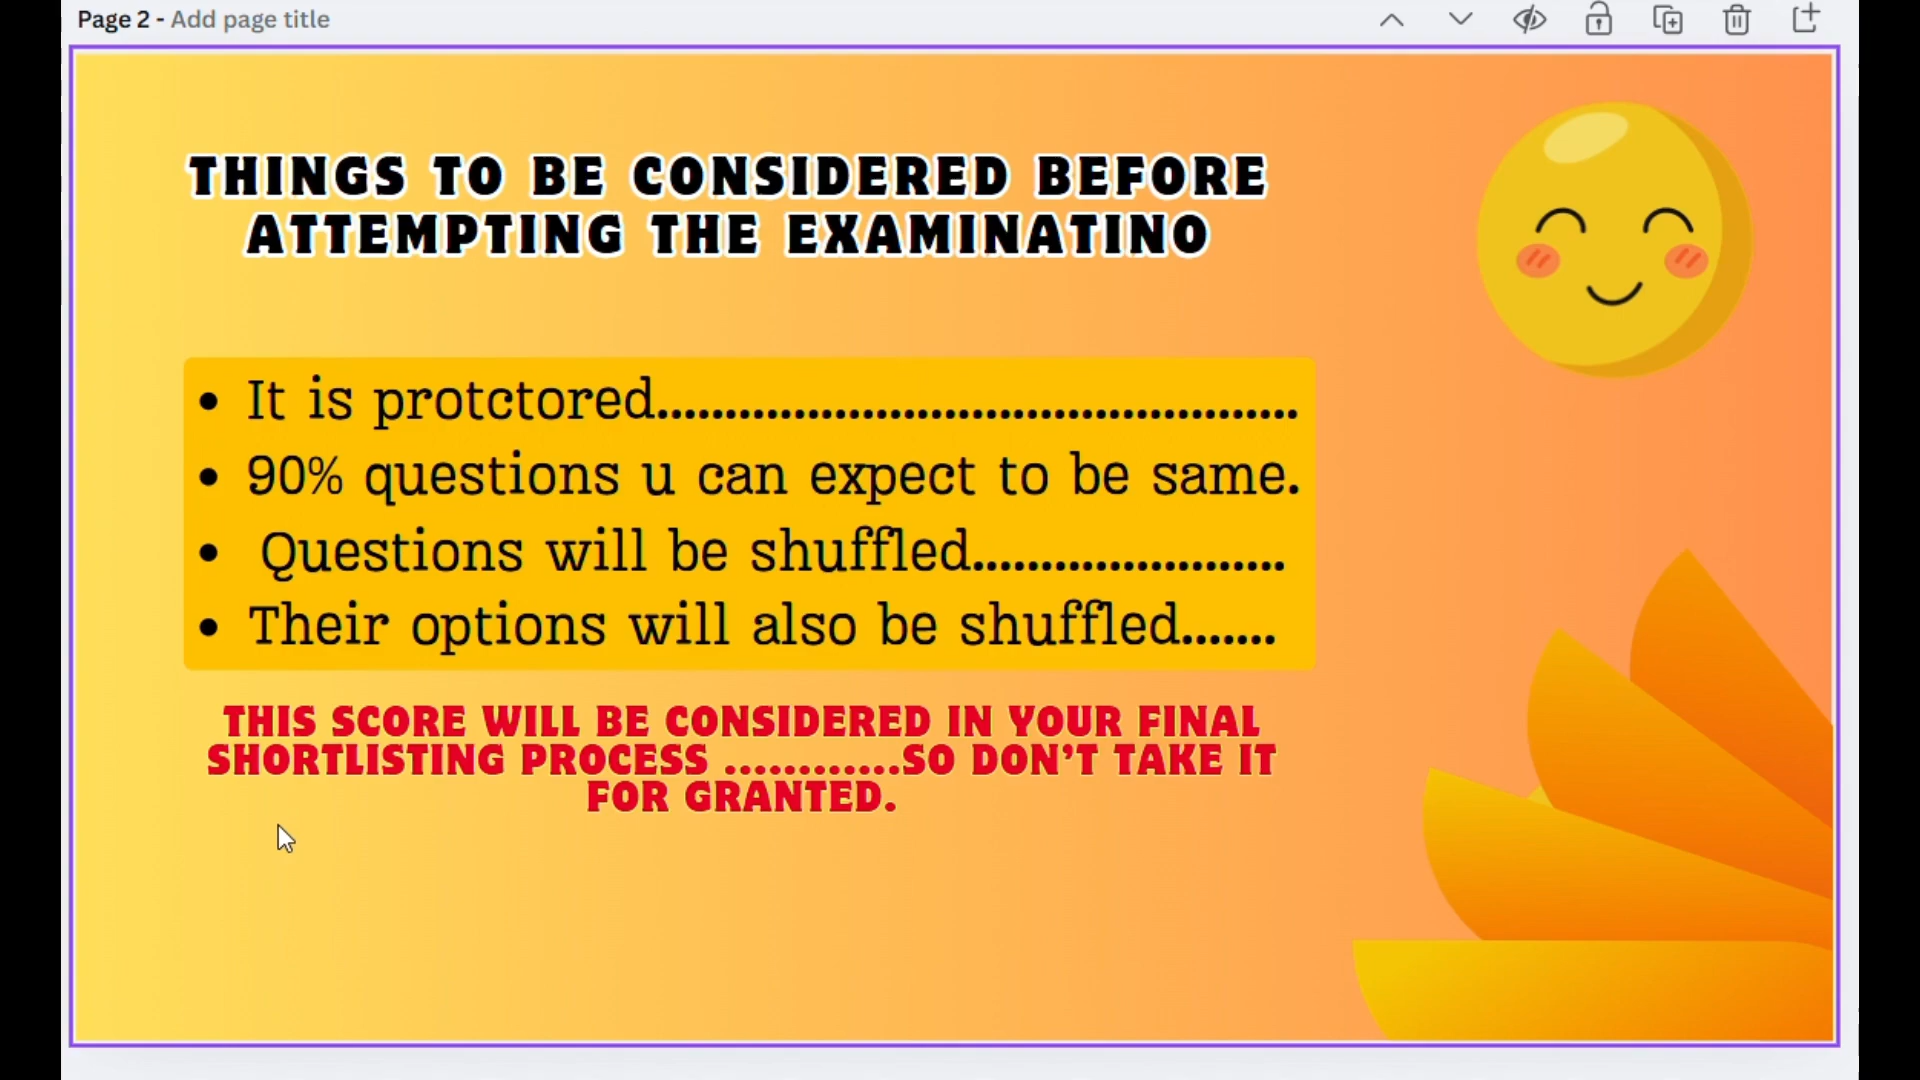 Page 2 - Add page title
THINGS TO BE CONSIDERED BEFORE
ATTEMPTING THE EXAMINATINO
• It is protctored...............................................
• 90% questions u can expect to be same.
• Questions will be shuffled.......................
• Their options will also be shuffled.......
THIS SCORE WILL BE CONSIDERED IN YOUR FINAL
SHORTLISTING PROCESS ............SO DON'T TAKE IT
FOR GRANTED.